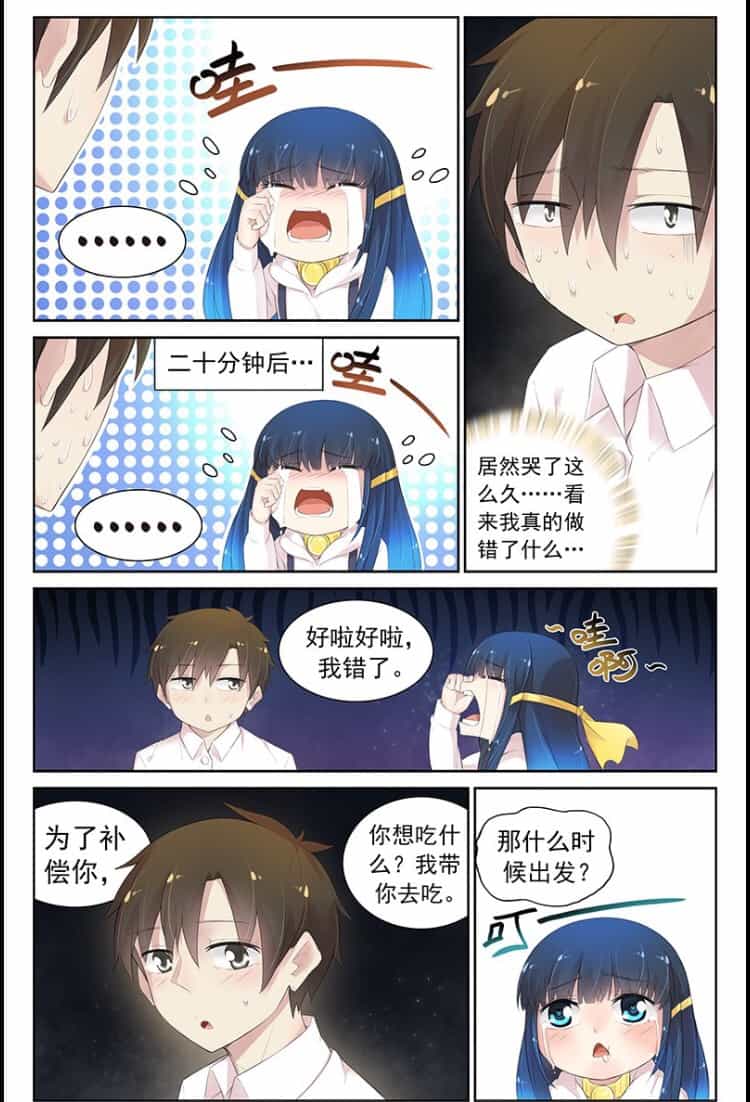 哇——
……
二十分钟后…
哇——
……
居然哭了这
么久……看
来我真的做
错了什么…
好啦好啦，
我错了。
~哇
啊~
为了补
偿你，
你想吃什
么？我带
你去吃。
那什么时
候出发？
叮——